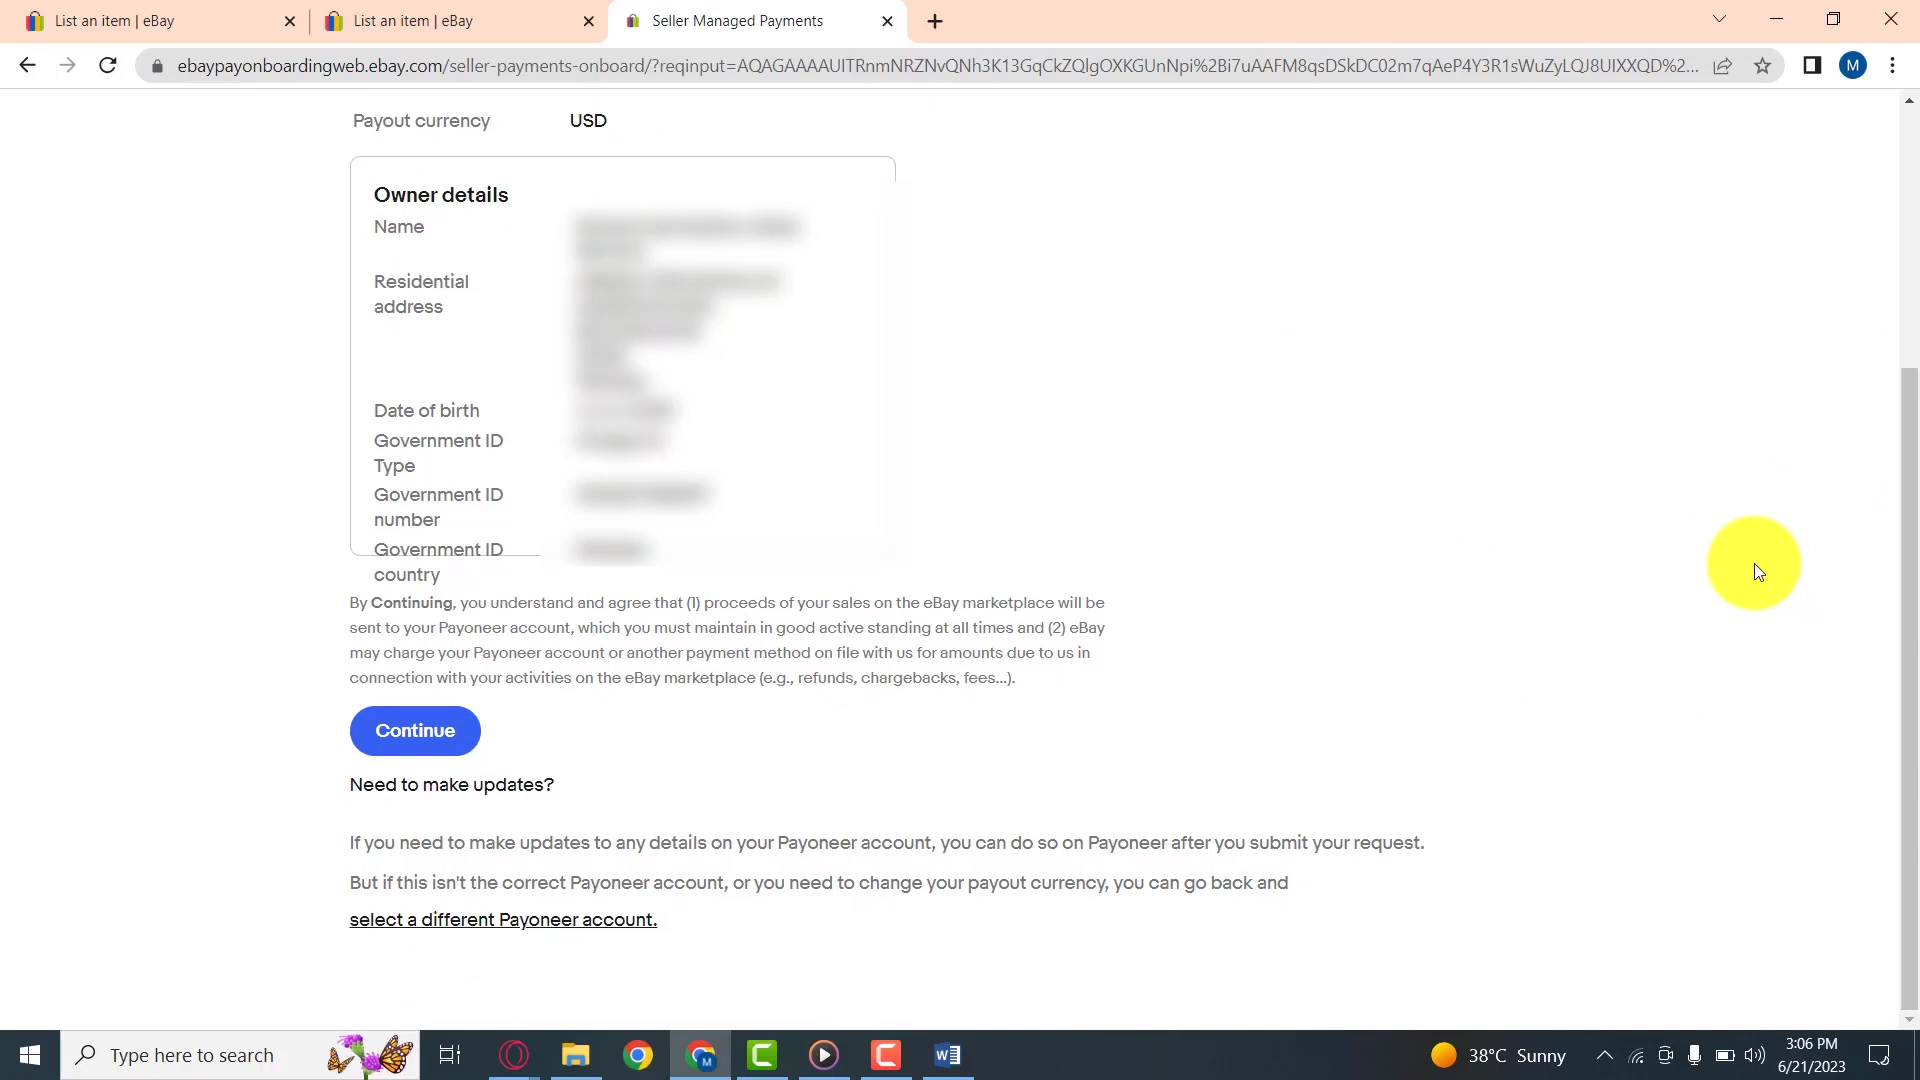 List an item | eBay
List an item | eBay
Seller Managed Payments
ebaypayonboardingweb.ebay.com/seller-payments-onboard/?reqinput=AQAGAAAAUITRnmNRZNvQNh3K13GqCkZQlgOXKGUnNpi%2Bi7uAAFM8qsDSkDC02m7qAeP4Y3R1sWuZyLQJ8UIXXQD%2...
M
Payout currency USD
Owner details
Name
Residential
address
Date of birth
Government ID
Type
Government ID
number
Government ID
country
By Continuing, you understand and agree that (1) proceeds of your sales on the eBay marketplace will be
sent to your Payoneer account, which you must maintain in good active standing at all times and (2) eBay
may charge your Payoneer account or another payment method on file with us for amounts due to us in
connection with your activities on the eBay marketplace (e.g., refunds, chargebacks, fees...).
Continue
Need to make updates?
If you need to make updates to any details on your Payoneer account, you can do so on Payoneer after you submit your request.
But if this isn't the correct Payoneer account, or you need to change your payout currency, you can go back and
select a different Payoneer account.
Type here to search
38°C Sunny
3:06 PM
6/21/2023